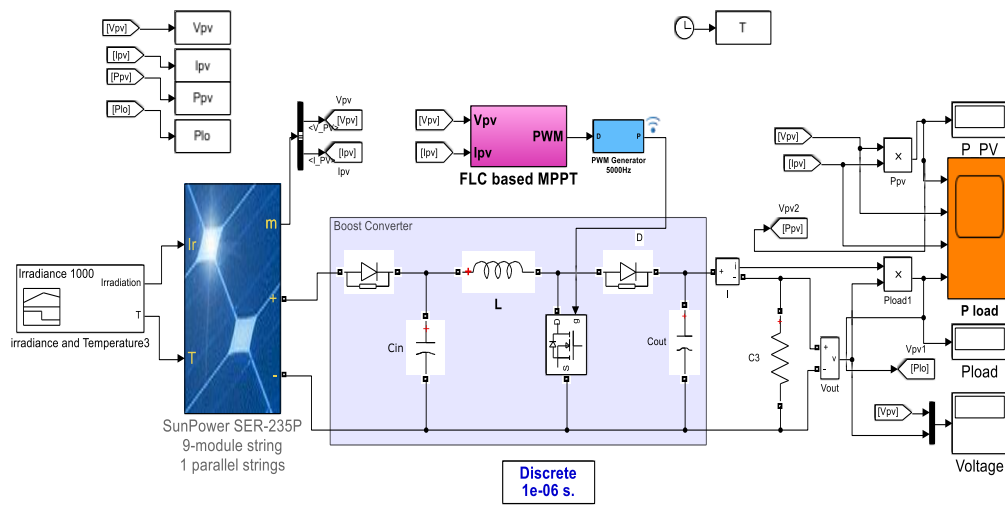 [Vpv]
Vpv
[Ipv]
Ipv
[Ppv]
Ppv
[Plo]
Plo
T
Vpv
[Vpv]
<V_PV>
[Ipv]
<I_PV>
Ipv
[Vpv]
Vpv
PWM
[Ipv]
Ipv
FLC based MPPT
D
P
PWM Generator
5000Hz
[Vpv]
[Ipv]
Ppv
P PV
Vpv2
[Ppv]
m
Ir
+
T
-
Irradiance 1000
Irradiation
T
irradiance and Temperature3
SunPower SER-235P
9-module string
1 parallel strings
Boost Converter
D
L
Cin
D
g
S
Cout
+
-
i
I
C3
+
-
v
Vout
Pload1
P load
Vpv1
[Plo]
Pload
[Vpv]
Voltage
Discrete
1e-06 s.